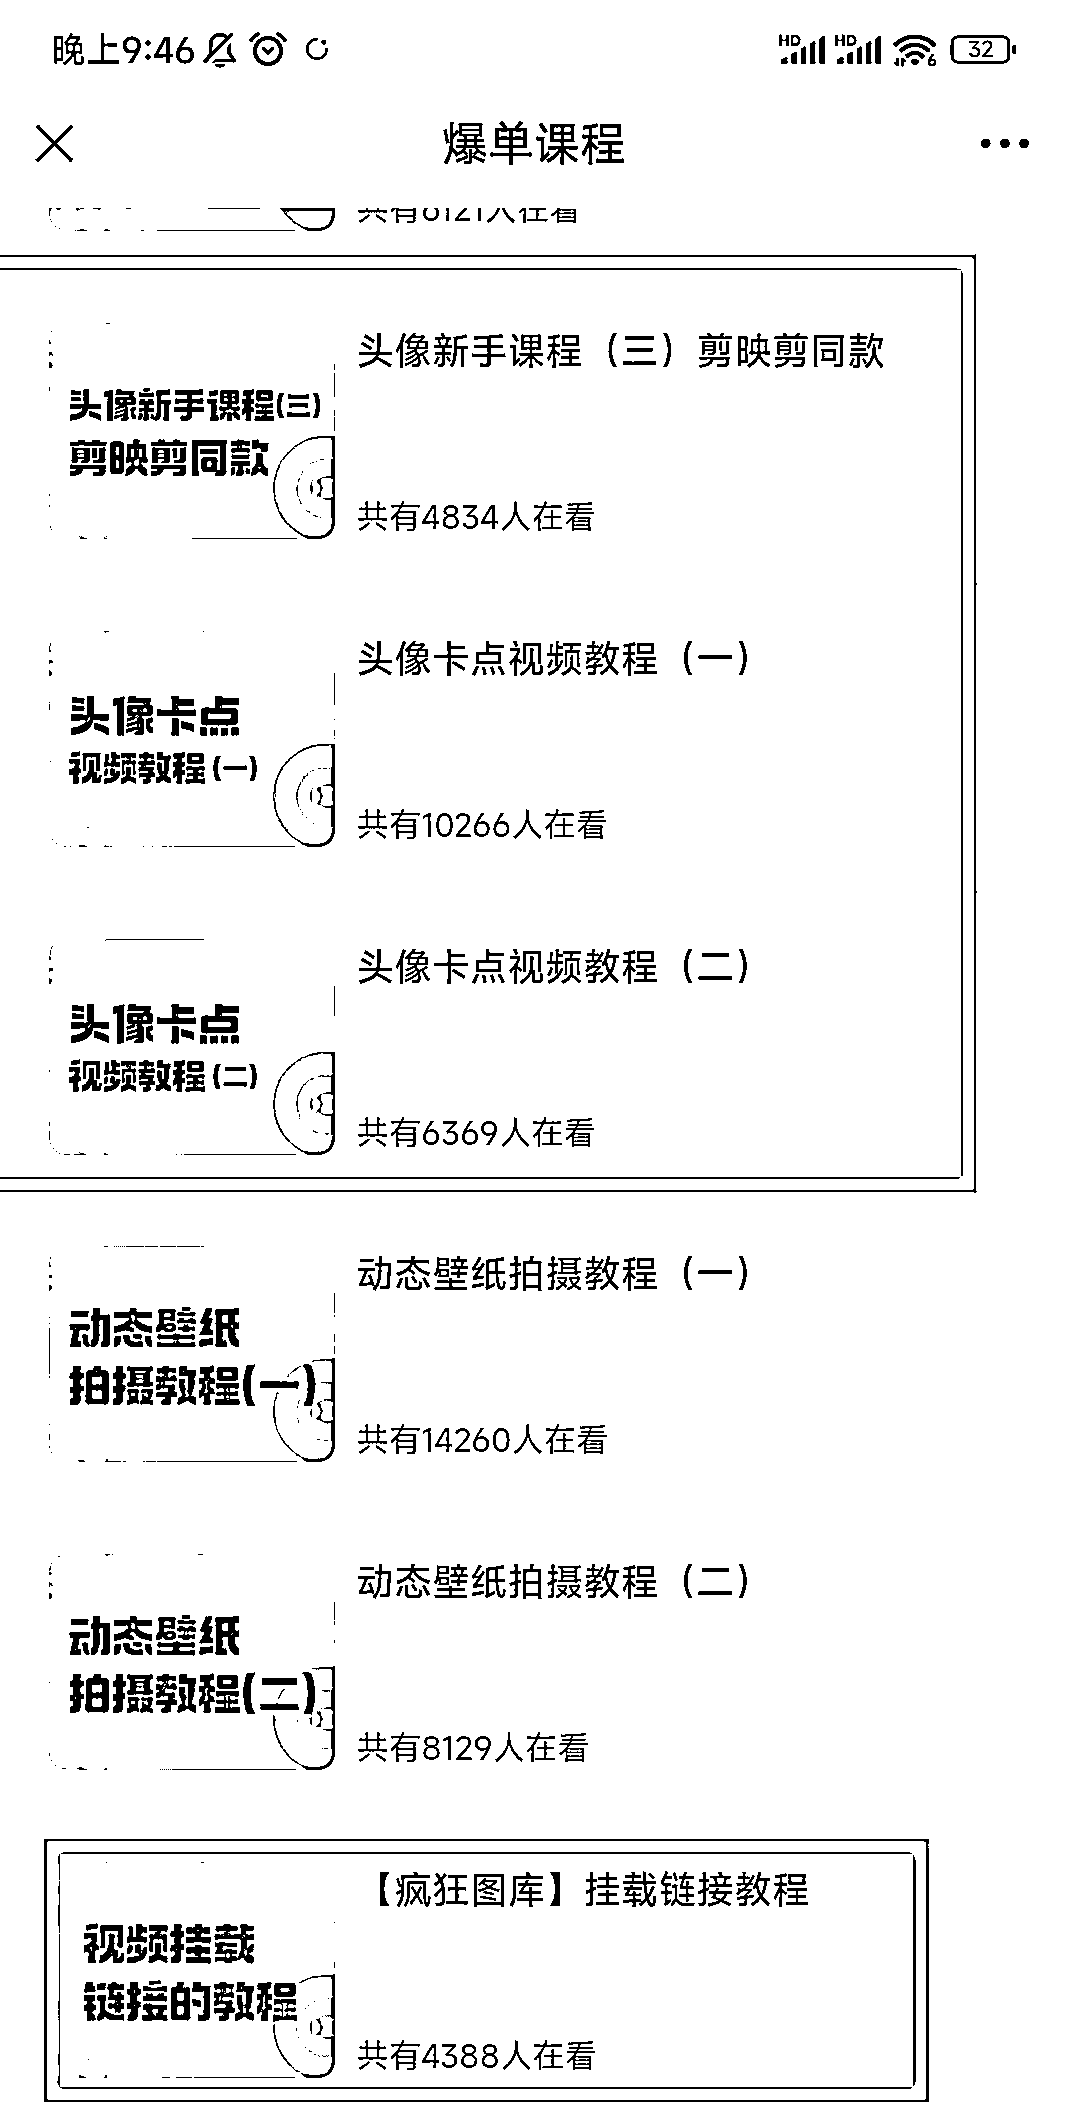 晚上9:46 HD HD 6 32
爆单课程
共有6121人在看
头像新手课程（三）剪映剪同款
头像新手课程(三)
剪映剪同款
共有4834人在看
头像卡点视频教程（一）
头像卡点
视频教程(一)
共有10266人在看
头像卡点视频教程（二）
头像卡点
视频教程(二)
共有6369人在看
动态壁纸拍摄教程（一）
动态壁纸
拍摄教程(一)
共有14260人在看
动态壁纸拍摄教程（二）
动态壁纸
拍摄教程(二)
共有8129人在看
【疯狂图库】挂载链接教程
视频挂载
链接的教程
共有4388人在看